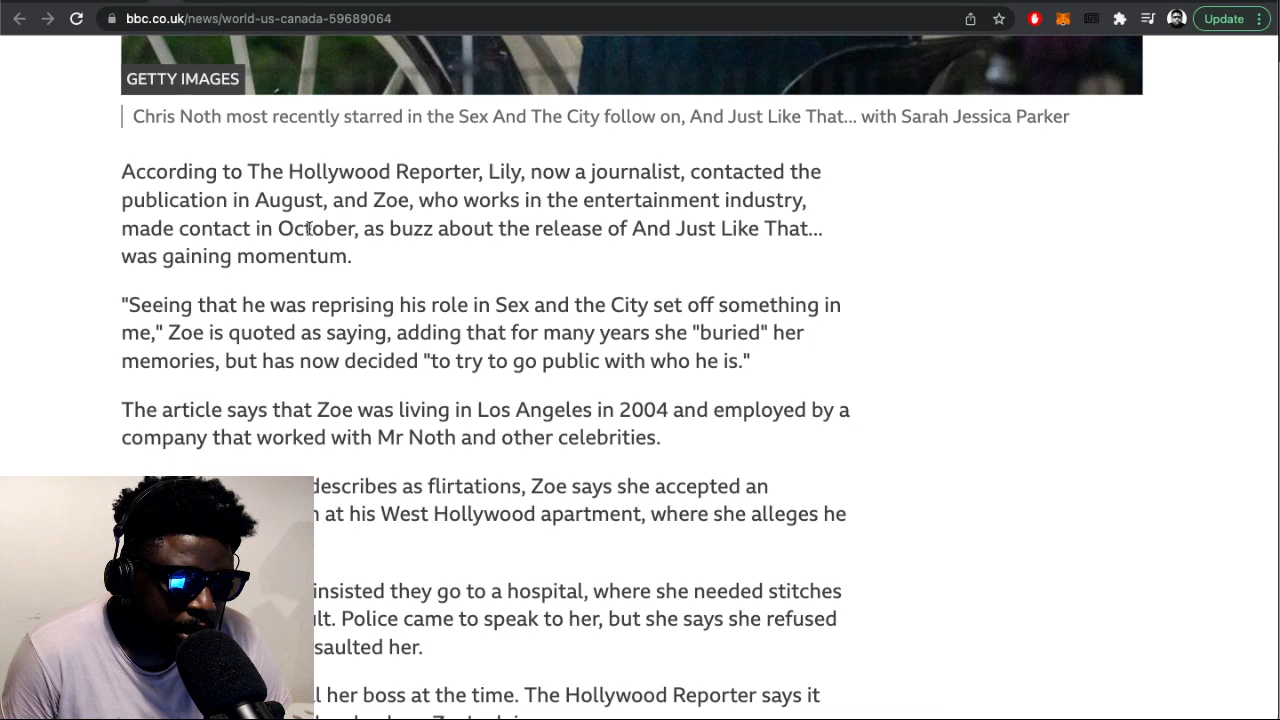 bbc.co.uk/news/world-us-canada-59689064
Update
GETTY IMAGES
Chris Noth most recently starred in the Sex And The City follow on, And Just Like That... with Sarah Jessica Parker
According to The Hollywood Reporter, Lily, now a journalist, contacted the
publication in August, and Zoe, who works in the entertainment industry,
made contact in October, as buzz about the release of And Just Like That...
was gaining momentum.
"Seeing that he was reprising his role in Sex and the City set off something in
me," Zoe is quoted as saying, adding that for many years she "buried" her
memories, but has now decided "to try to go public with who he is."
The article says that Zoe was living in Los Angeles in 2004 and employed by a
company that worked with Mr Noth and other celebrities.
describes as flirtations, Zoe says she accepted an
at his West Hollywood apartment, where she alleges he
insisted they go to a hospital, where she needed stitches
ult. Police came to speak to her, but she says she refused
saulted her.
her boss at the time. The Hollywood Reporter says it